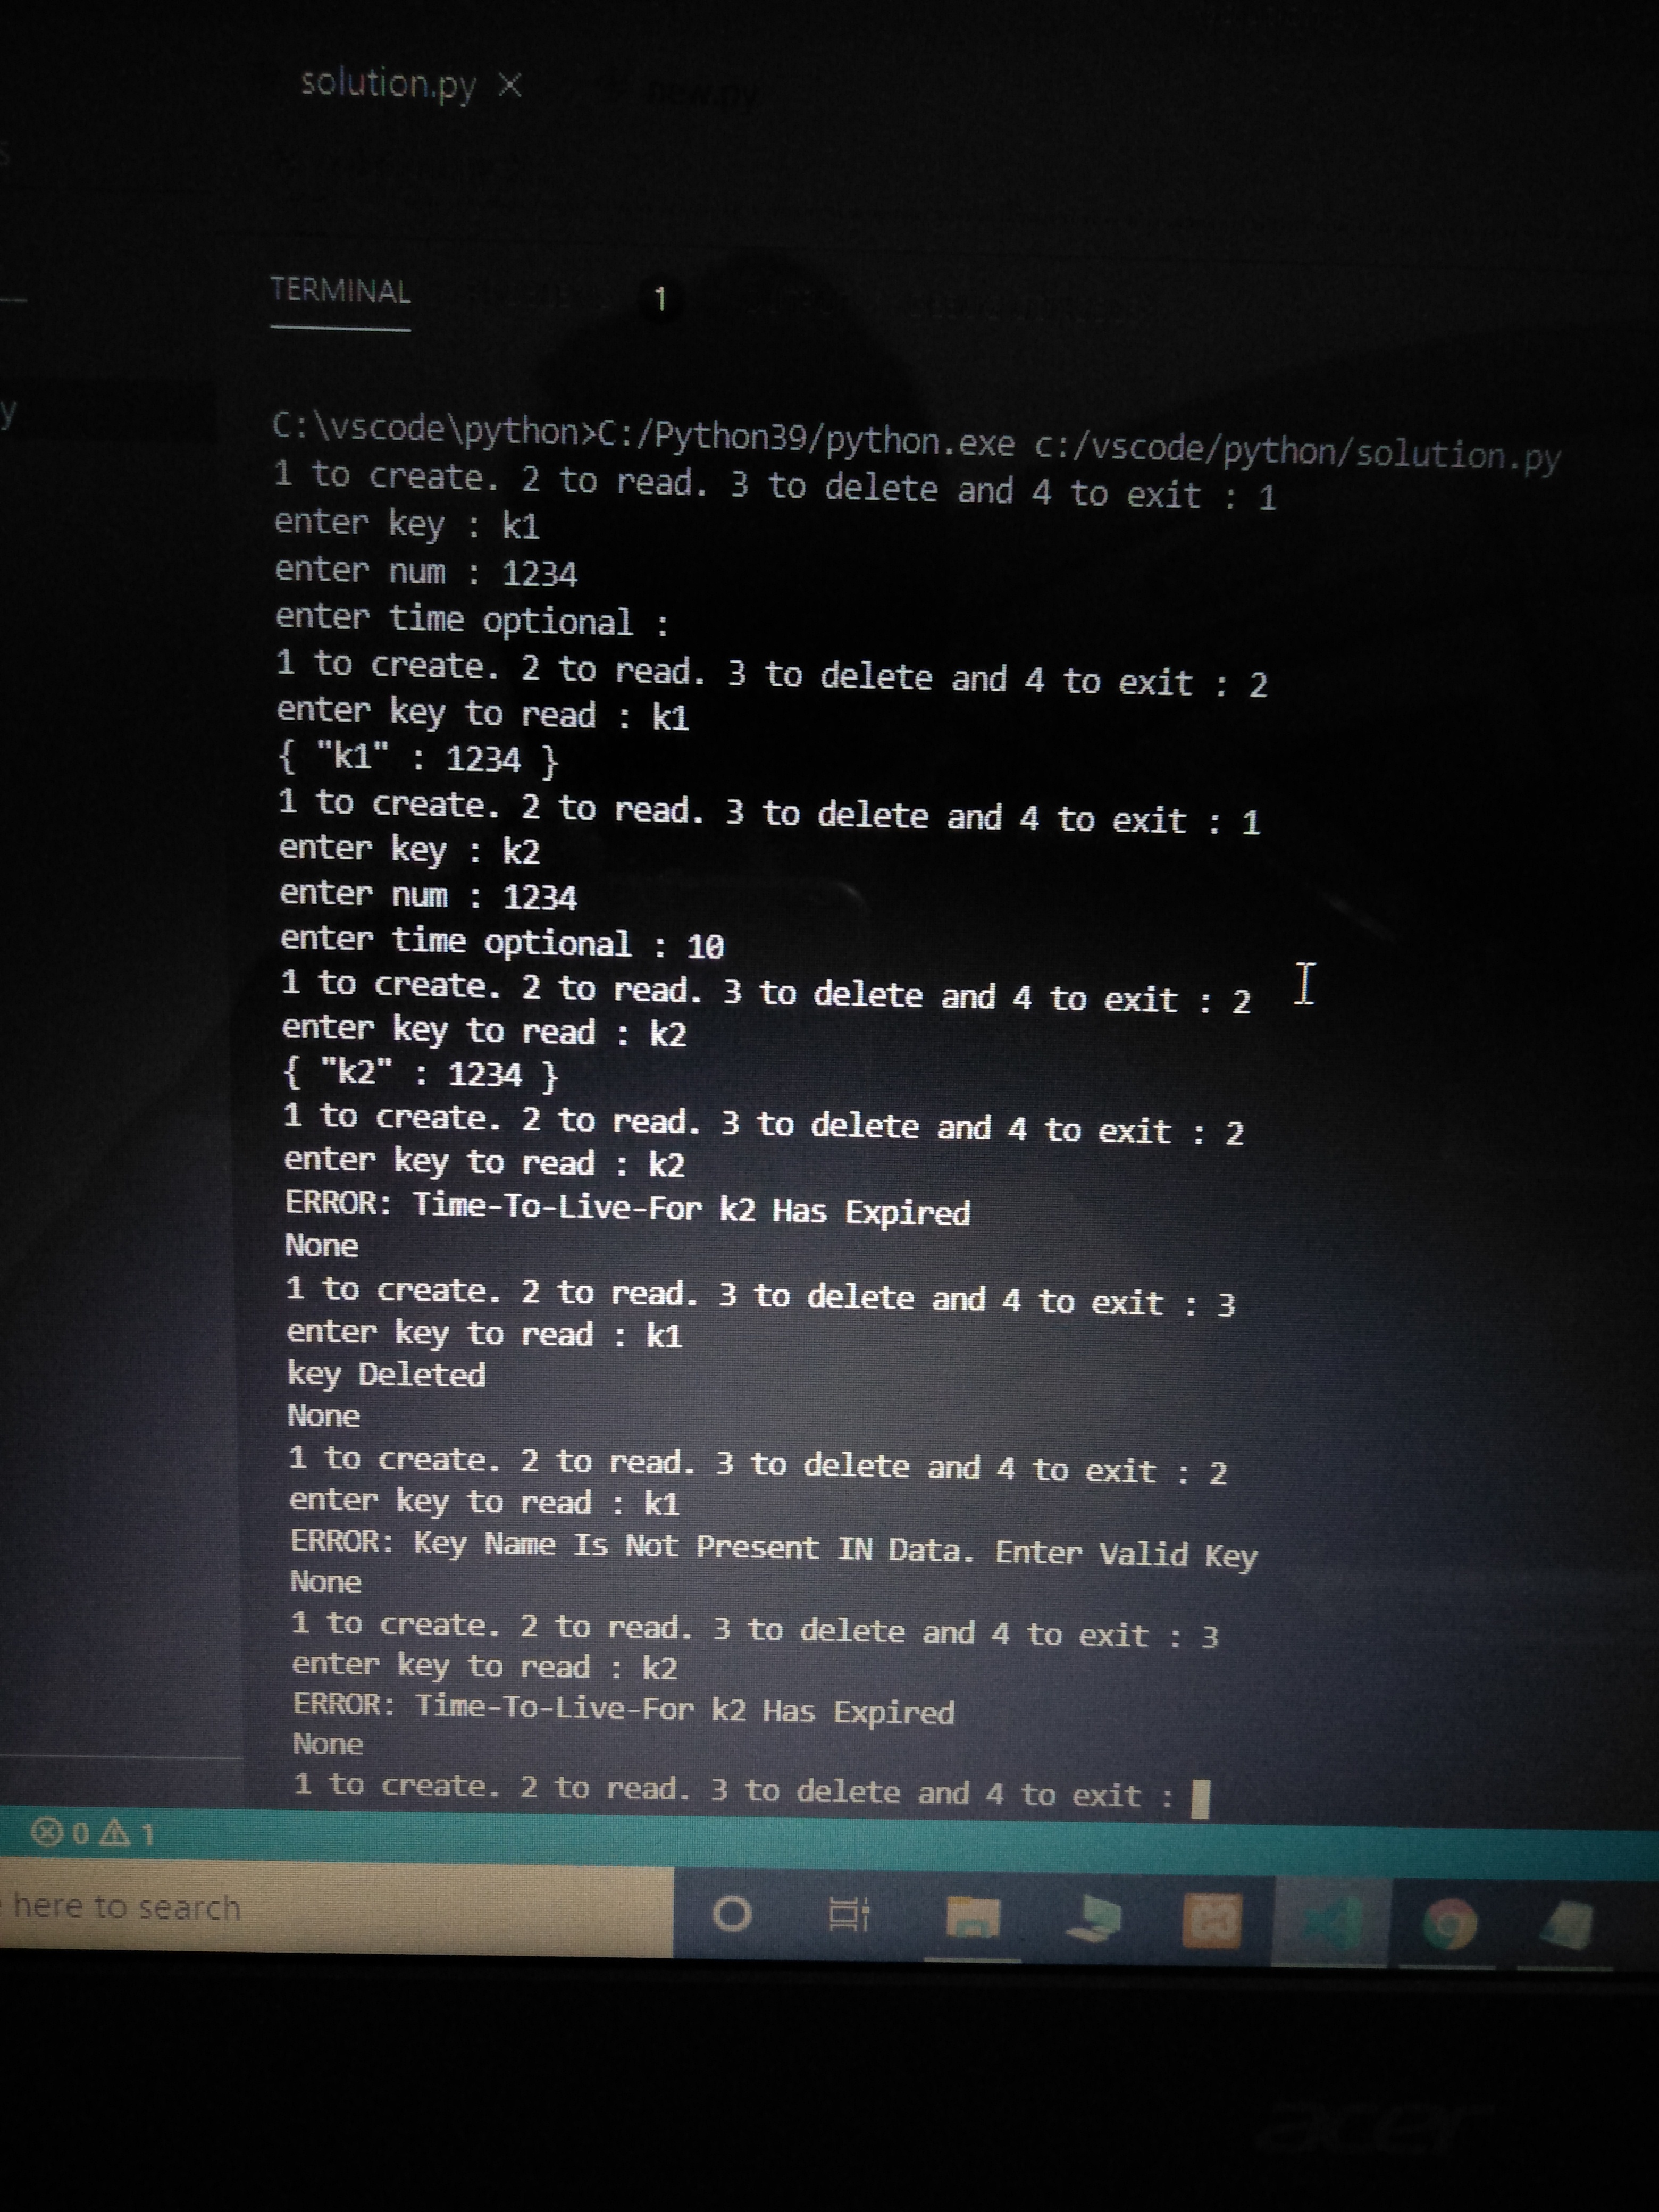 solution.py
new.py
TERMINAL
1
y
C:\vscode\python>C:/Python39/python.exe c:/vscode/python/solution.py
1 to create. 2 to read. 3 to delete and 4 to exit : 1
enter key : k1
enter num : 1234
enter time optional :
1 to create. 2 to read. 3 to delete and 4 to exit : 2
enter key to read : k1
{ "k1" : 1234 }
1 to create. 2 to read. 3 to delete and 4 to exit : 1
enter key : k2
enter num : 1234
enter time optional : 10
1 to create. 2 to read. 3 to delete and 4 to exit : 2
enter key to read : k2
{ "k2" : 1234 }
1 to create. 2 to read. 3 to delete and 4 to exit : 2
enter key to read : k2
ERROR: Time-To-Live-For k2 Has Expired
None
1 to create. 2 to read. 3 to delete and 4 to exit : 3
enter key to read : k1
key Deleted
None
1 to create. 2 to read. 3 to delete and 4 to exit : 2
enter key to read : k1
ERROR: Key Name Is Not Present IN Data. Enter Valid Key
None
1 to create. 2 to read. 3 to delete and 4 to exit : 3
enter key to read : k2
ERROR: Time-To-Live-For k2 Has Expired
None
1 to create. 2 to read. 3 to delete and 4 to exit :
0 1
here to search
acer